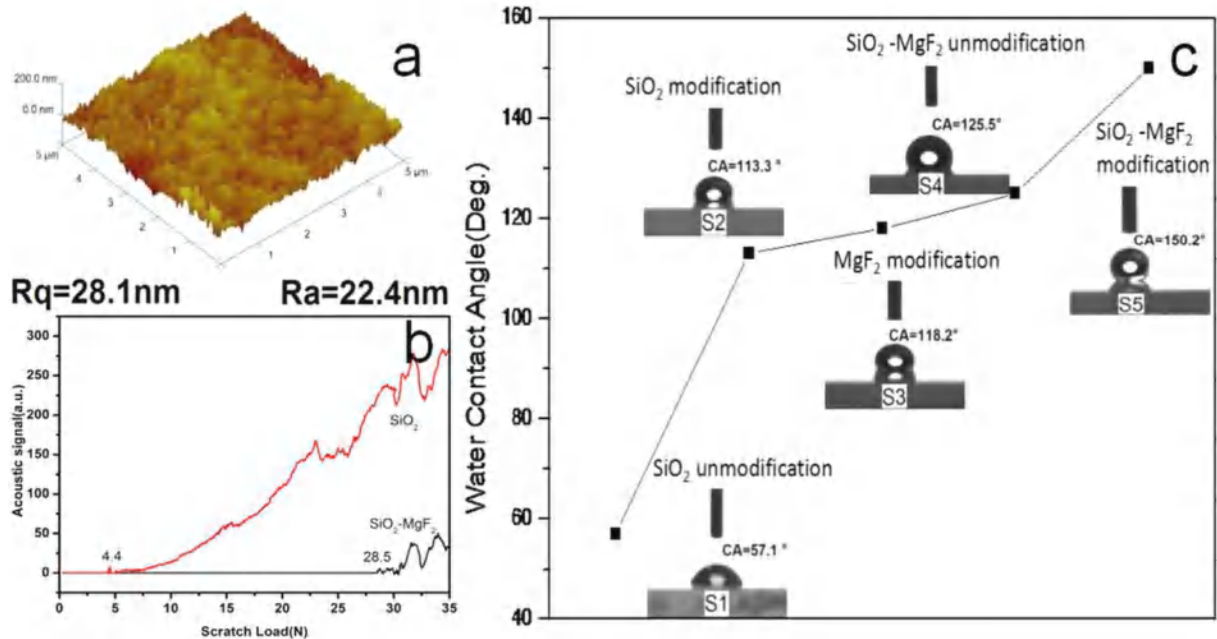 a
200.0 nm
0.0 nm
5 µm
4
3
2
1
1
2
3
4
5 µm
Rq=28.1nm
Ra=22.4nm
b
300
250
200
150
100
50
0
Acoustic signal(a.u.)
SiO₂
SiO₂-MgF₂
4.4
28.5
0
5
10
15
20
25
30
35
Scratch Load(N)
c
160
140
120
100
80
60
40
Water Contact Angle(Deg.)
SiO₂ -MgF₂ unmodification
CA=125.5°
S4
SiO₂ modification
CA=113.3 °
S2
SiO₂ -MgF₂
modification
CA=150.2°
S5
MgF₂ modification
CA=118.2°
S3
SiO₂ unmodification
CA=57.1 °
S1